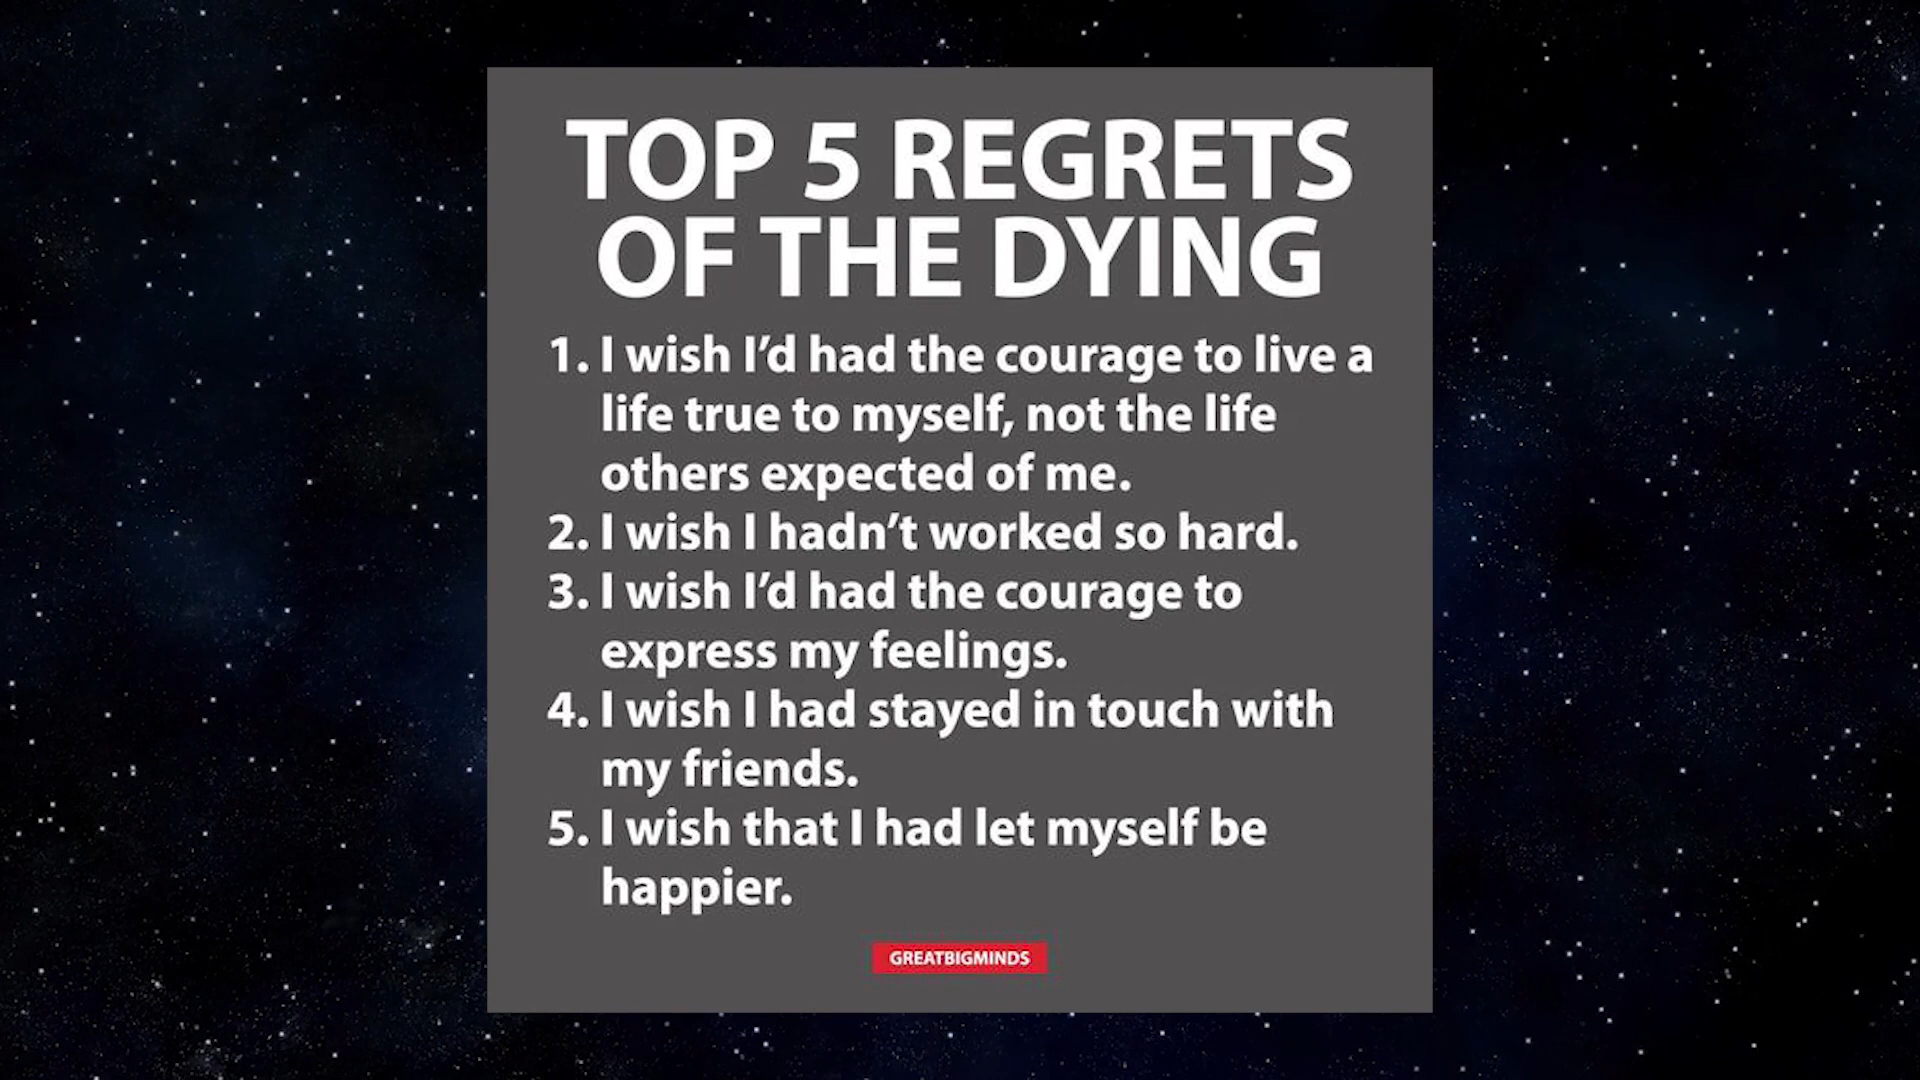 TOP 5 REGRETS
OF THE DYING
1. I wish I’d had the courage to live a
life true to myself, not the life
others expected of me.
2. I wish I hadn’t worked so hard.
3. I wish I’d had the courage to
express my feelings.
4. I wish I had stayed in touch with
my friends.
5. I wish that I had let myself be
happier.
GREATBIGMINDS